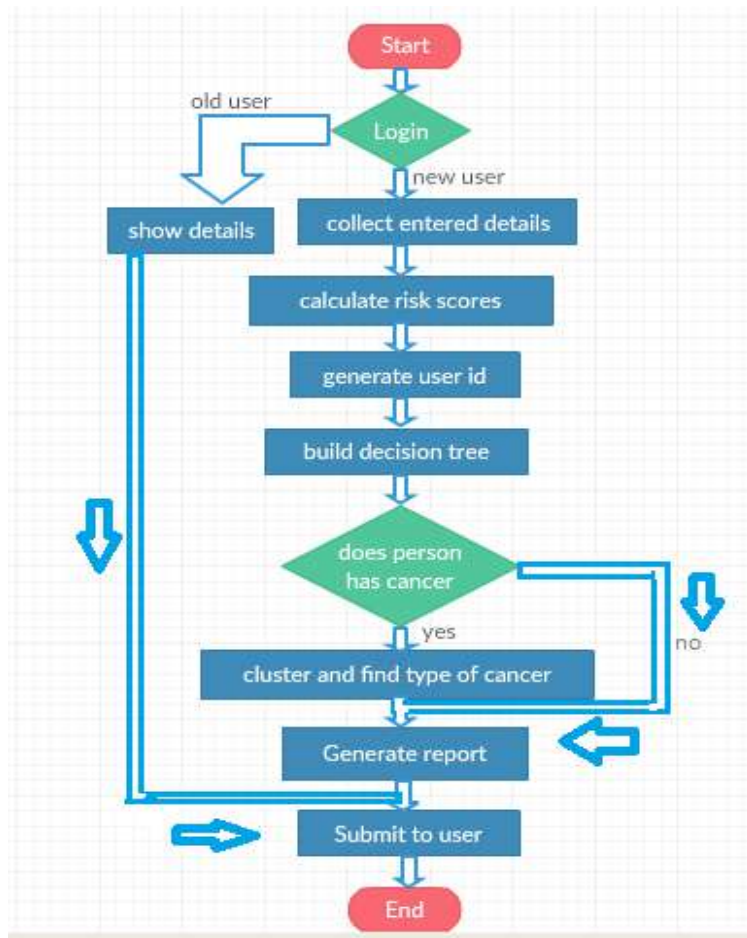 Start
old user
Login
new user
show details
collect entered details
calculate risk scores
generate user id
build decision tree
does person
has cancer
yes
no
cluster and find type of cancer
Generate report
Submit to user
End